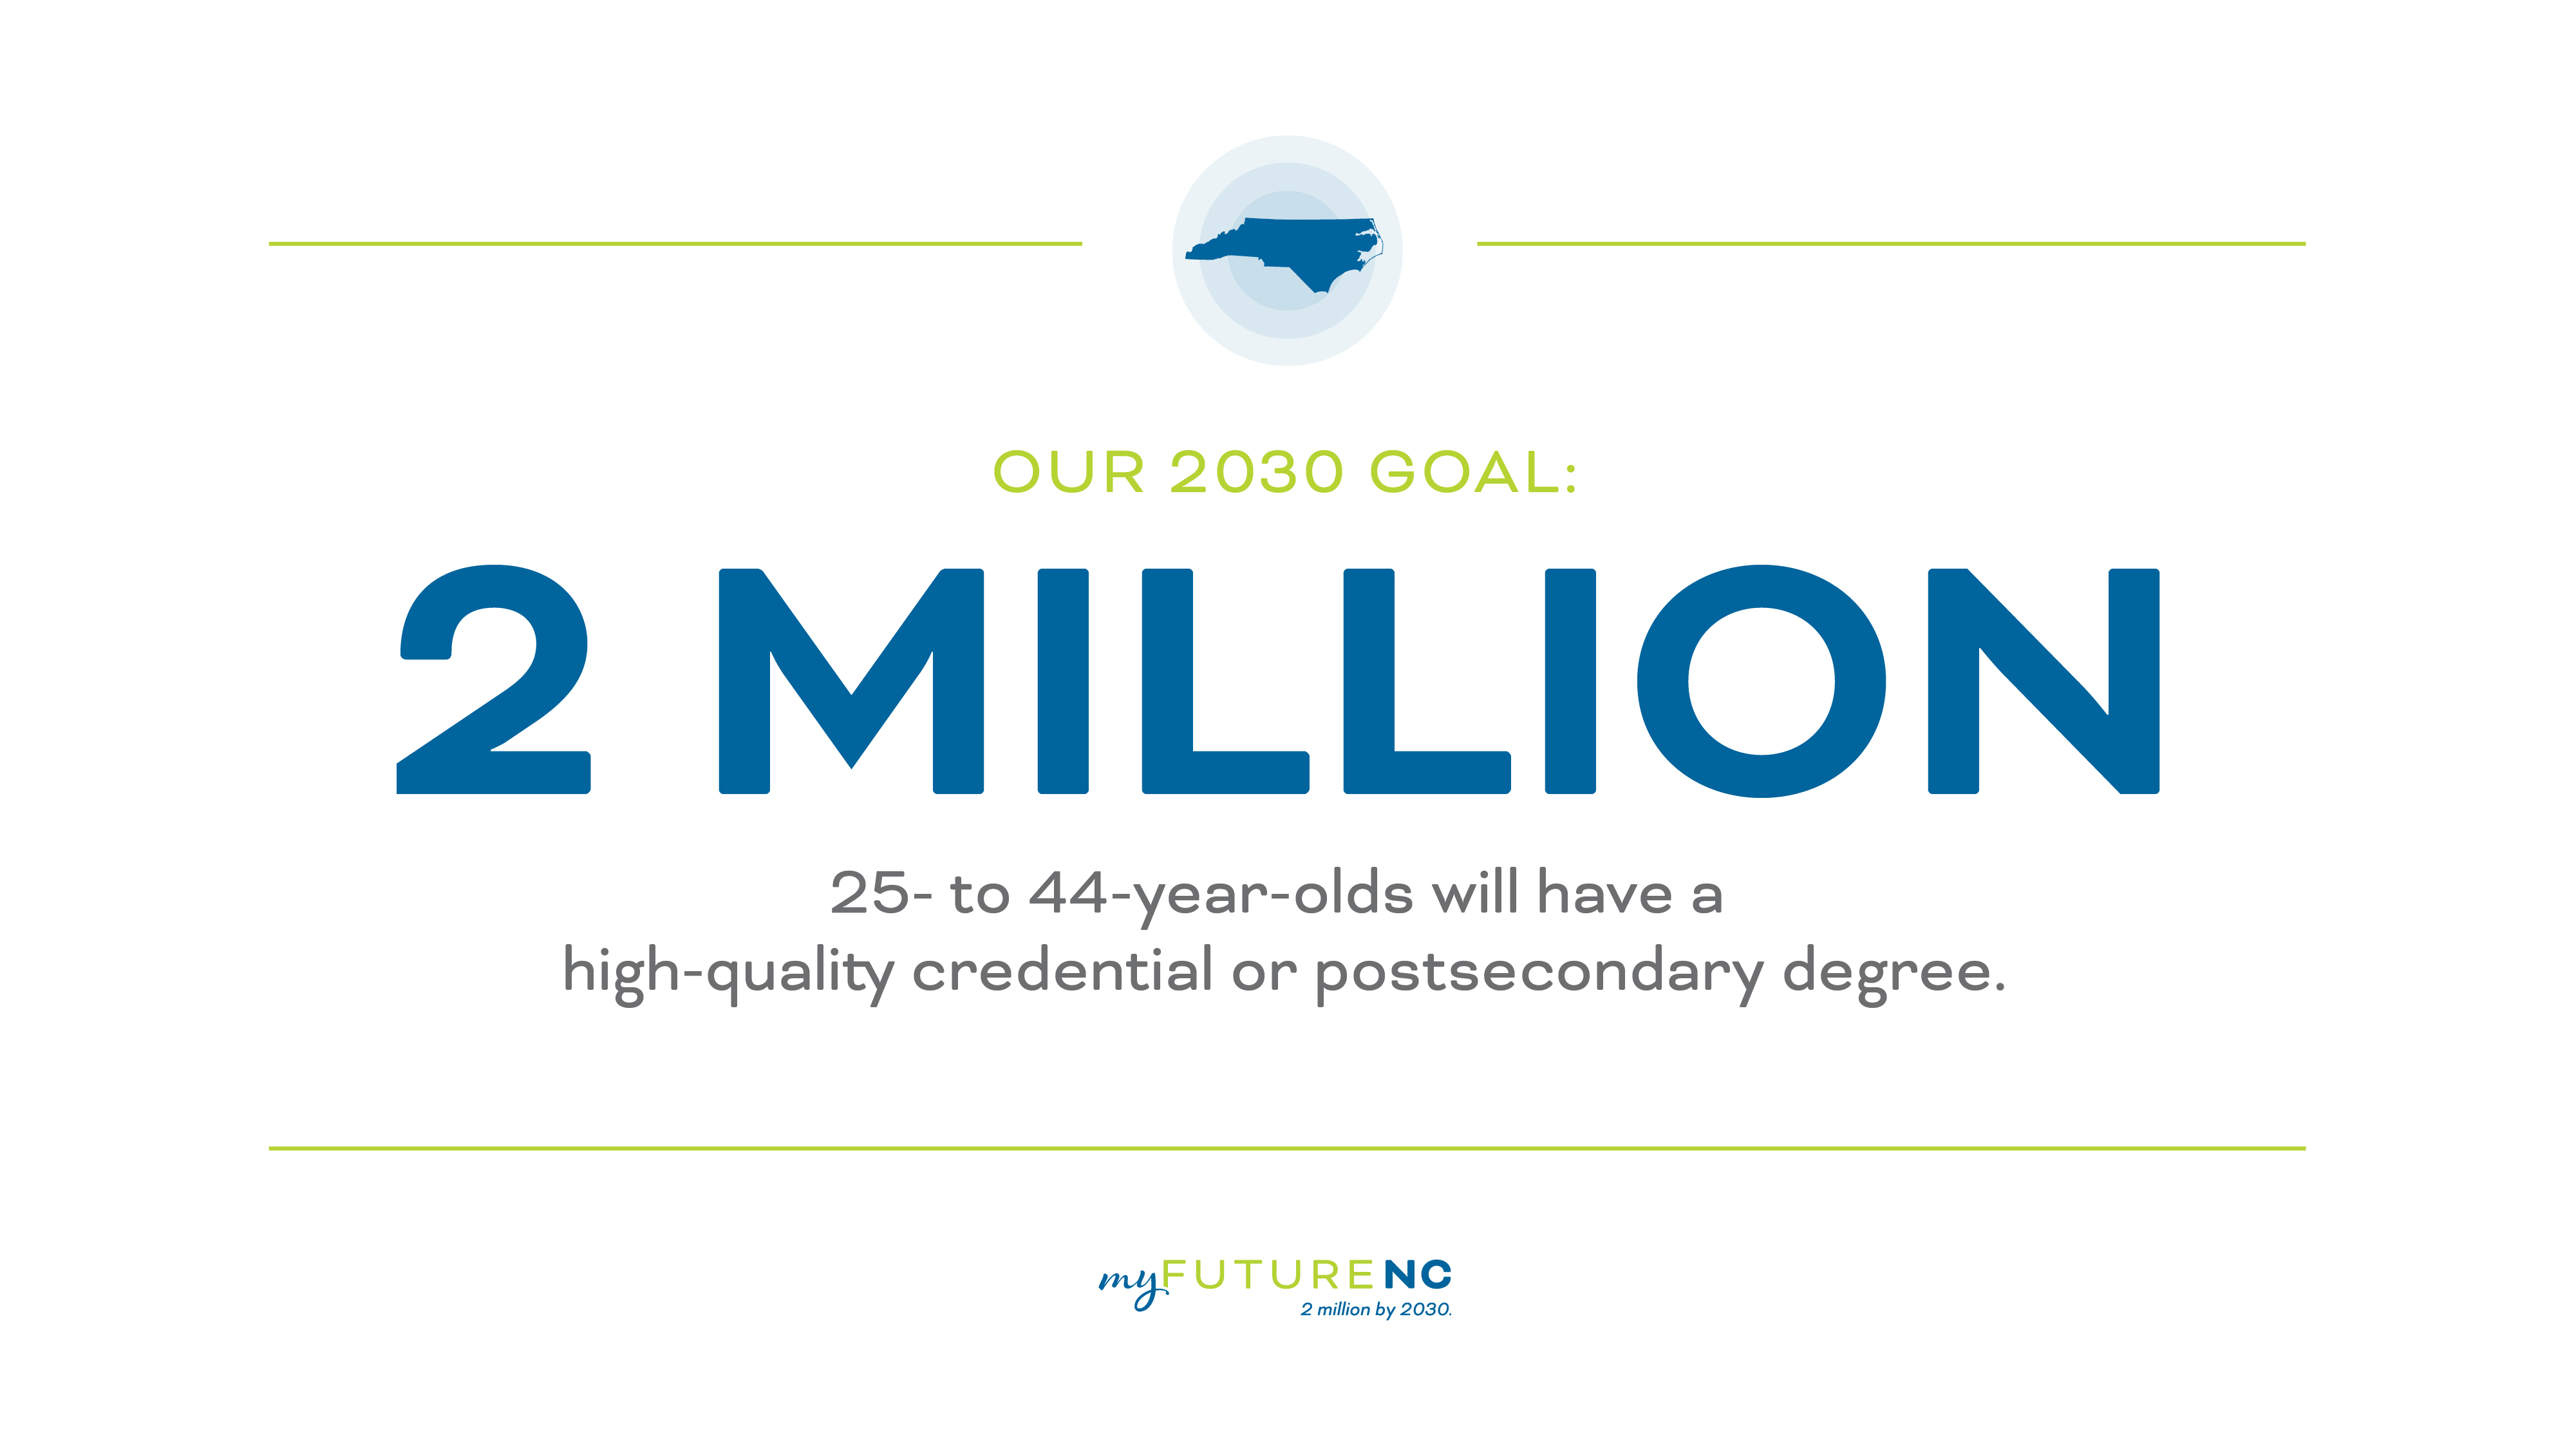 OUR 2030 GOAL:
2 MILLION
25- to 44-year-olds will have a
high-quality credential or postsecondary degree.
myFUTURENC
2 million by 2030.